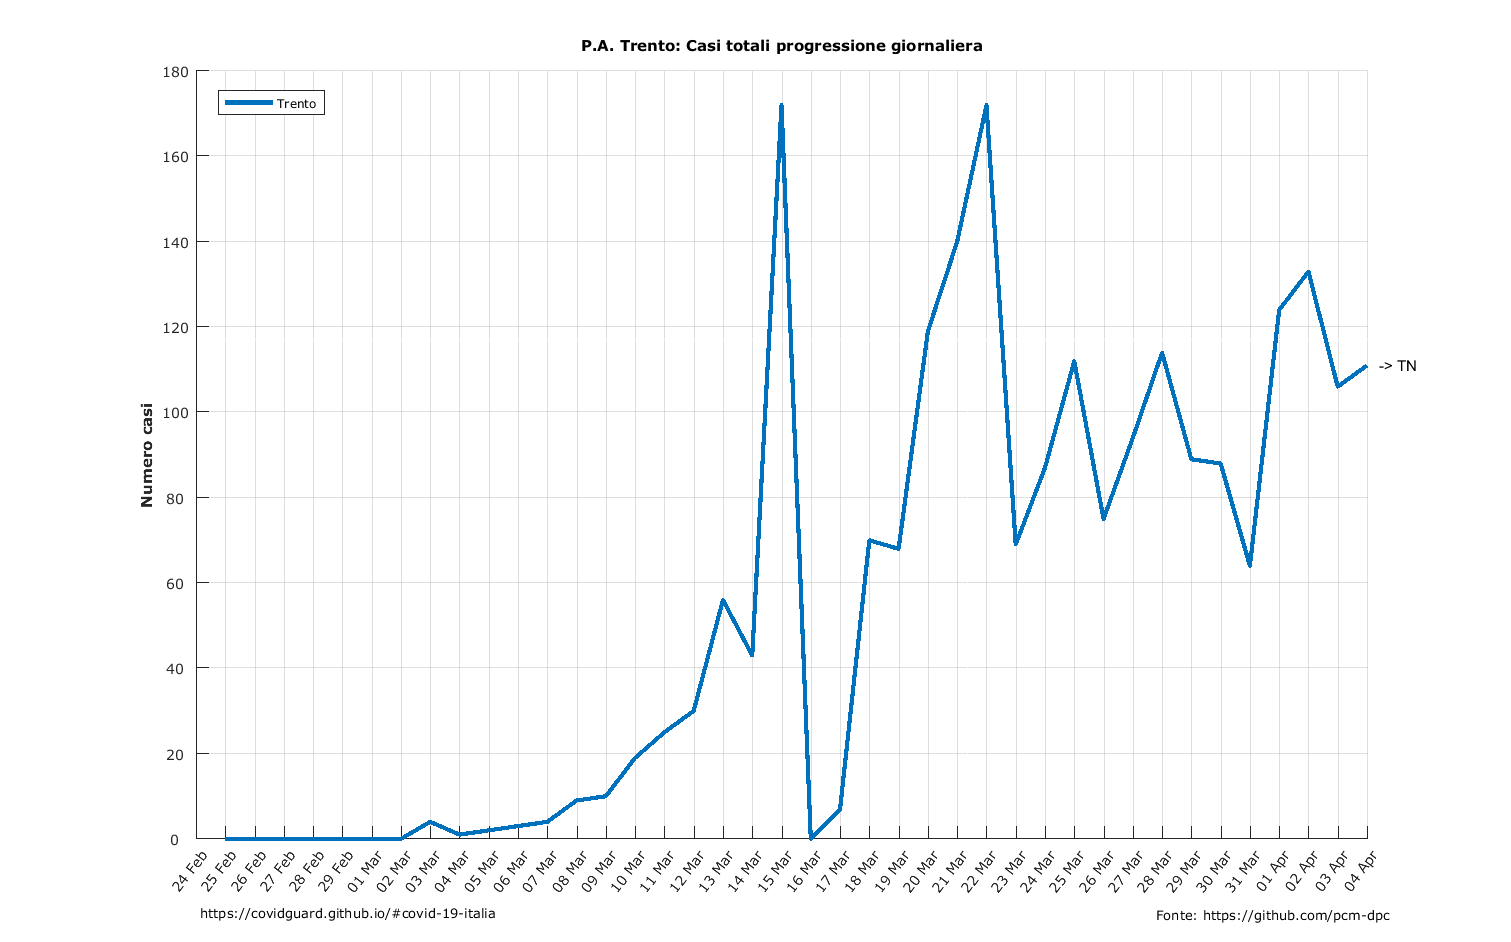 P.A. Trento: Casi totali progressione giornaliera
Trento
180
160
140
120
100
80
60
40
20
0
Numero casi
-> TN
24 Feb
25 Feb
26 Feb
27 Feb
28 Feb
29 Feb
01 Mar
02 Mar
03 Mar
04 Mar
05 Mar
06 Mar
07 Mar
08 Mar
09 Mar
10 Mar
11 Mar
12 Mar
13 Mar
14 Mar
15 Mar
16 Mar
17 Mar
18 Mar
19 Mar
20 Mar
21 Mar
22 Mar
23 Mar
24 Mar
25 Mar
26 Mar
27 Mar
28 Mar
29 Mar
30 Mar
31 Mar
01 Apr
02 Apr
03 Apr
04 Apr
https://covidguard.github.io/#covid-19-italia
Fonte: https://github.com/pcm-dpc